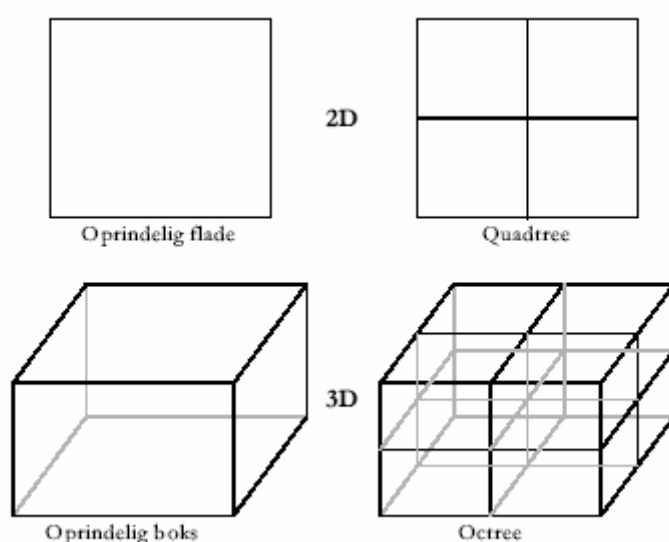 2D
Oprindelig flade
Quadtree
3D
Oprindelig boks
Octree